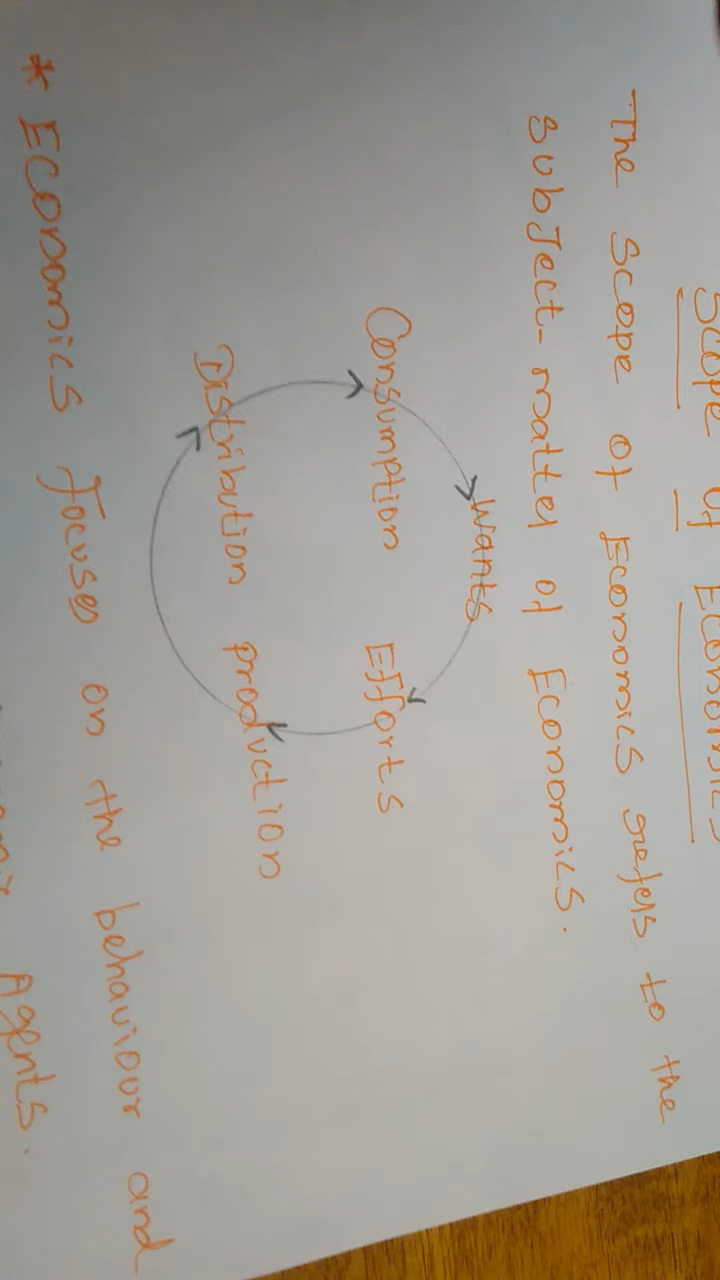 Scope of Economics
The Scope of Economics refers to the
subject-matter of Economics.
Wants
Consumption Efforts
Distribution production
* Economics focuses on the behaviour and
Agents.